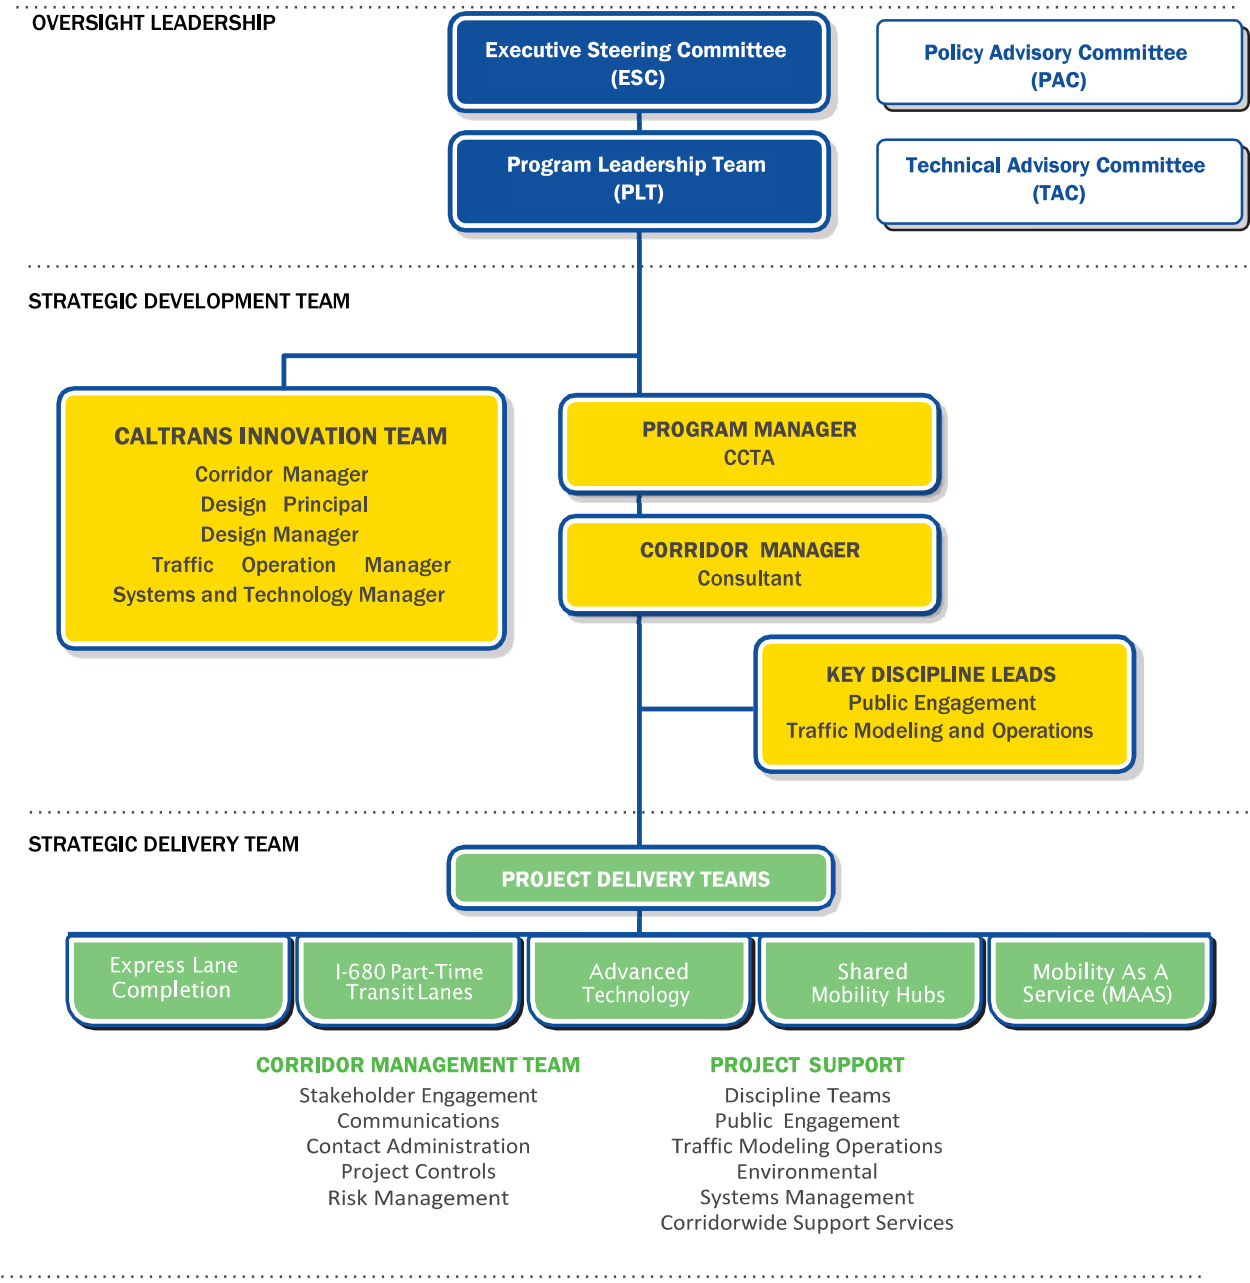 OVERSIGHT LEADERSHIP
Executive Steering Committee
(ESC)
Policy Advisory Committee
(PAC)
Program Leadership Team
(PLT)
Technical Advisory Committee
(TAC)
STRATEGIC DEVELOPMENT TEAM
CALTRANS INNOVATION TEAM
Corridor Manager
Design Principal
Design Manager
Traffic Operation Manager
Systems and Technology Manager
PROGRAM MANAGER
CCTA
CORRIDOR MANAGER
Consultant
KEY DISCIPLINE LEADS
Public Engagement
Traffic Modeling and Operations
STRATEGIC DELIVERY TEAM
PROJECT DELIVERY TEAMS
Express Lane
Completion
I-680 Part-Time
Transit Lanes
Advanced
Technology
Shared
Mobility Hubs
Mobility As A
Service (MAAS)
CORRIDOR MANAGEMENT TEAM
Stakeholder Engagement
Communications
Contact Administration
Project Controls
Risk Management
PROJECT SUPPORT
Discipline Teams
Public Engagement
Traffic Modeling Operations
Environmental
Systems Management
Corridorwide Support Services